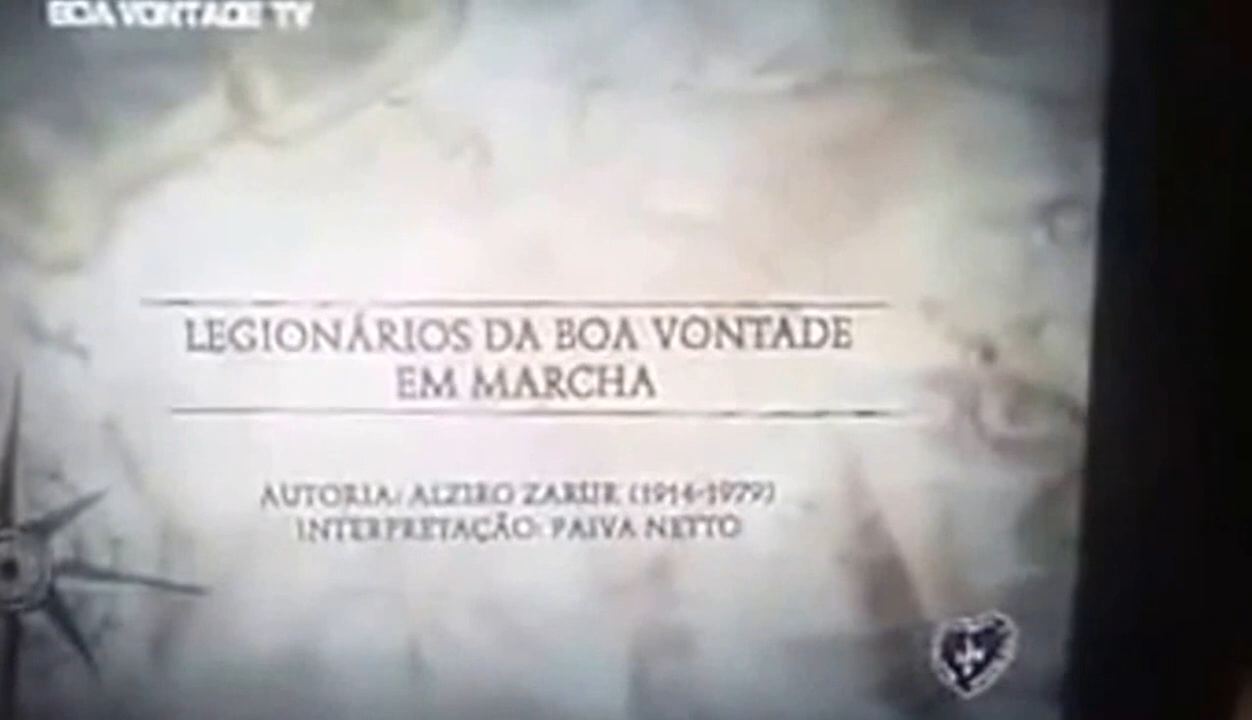 BOA VONTADE TV
LEGIONÁRIOS DA BOA VONTADE
EM MARCHA
AUTORIA: ALZIRO ZARUR (1914-1979)
INTERPRETAÇÃO: PAIVA NETTO